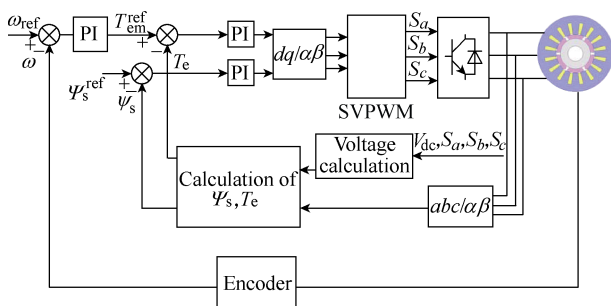 ω_ref
+
−
ω
PI
T_em^ref
+
−
T_e
Ψ_s^ref
+
−
ψ_s
PI
PI
dq/αβ
SVPWM
S_a
S_b
S_c
Voltage
calculation
V_dc,S_a,S_b,S_c
Calculation of
Ψ_s,T_e
abc/αβ
Encoder